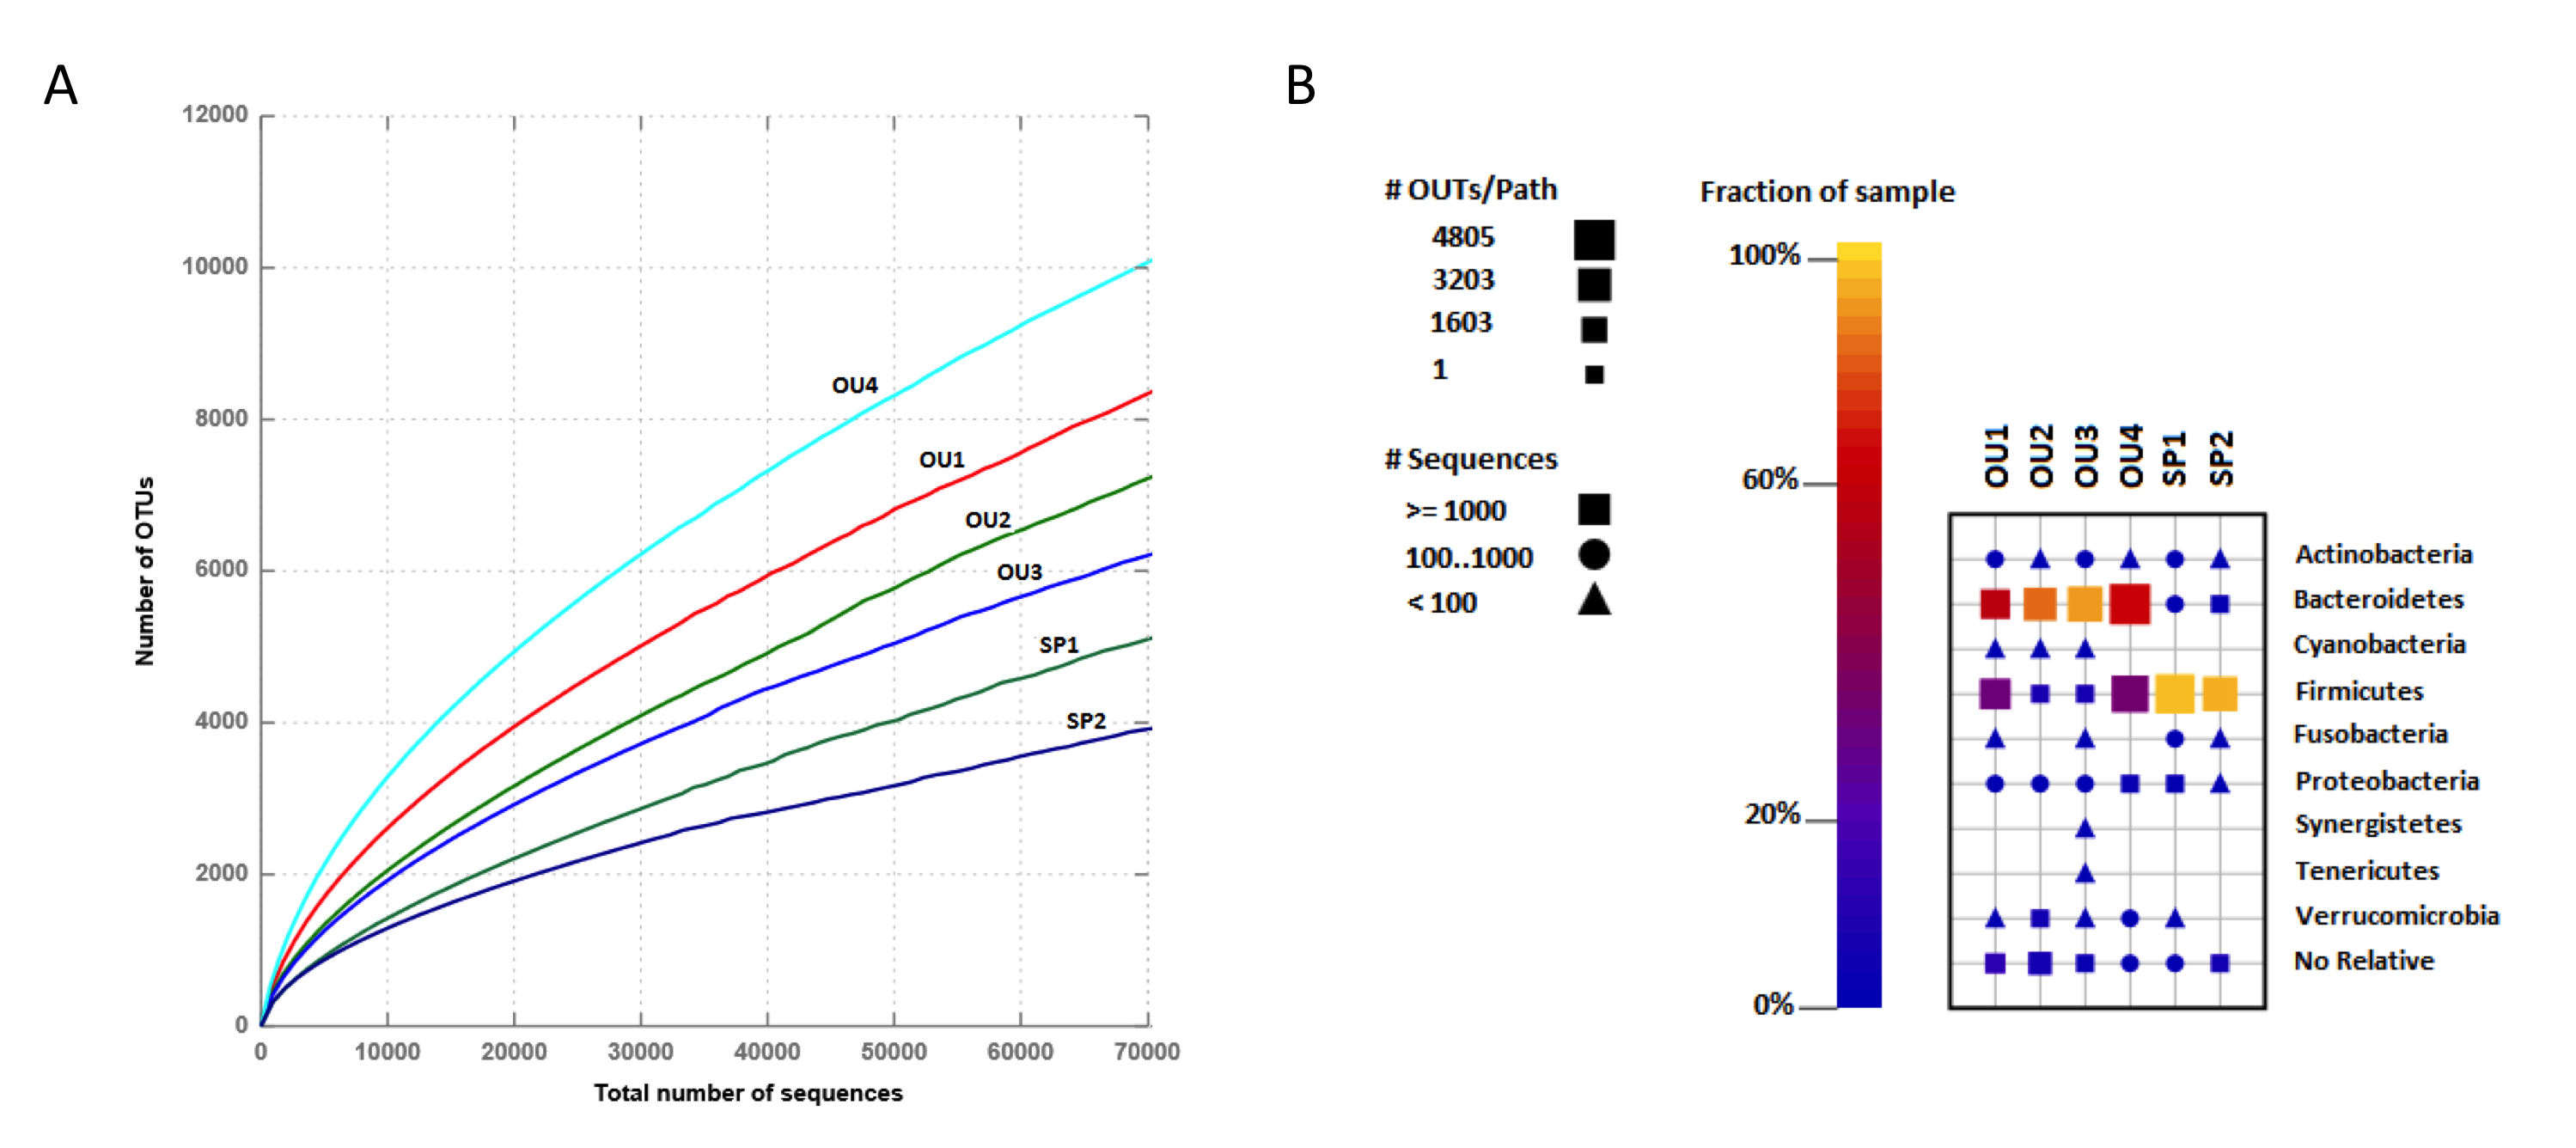 A
12000
10000
8000
6000
4000
2000
0
0 10000 20000 30000 40000 50000 60000 70000
Number of OTUs
Total number of sequences
OU4
OU1
OU2
OU3
SP1
SP2
B
# OUTs/Path
4805
3203
1603
1
# Sequences
>= 1000
100..1000
< 100
Fraction of sample
100%
60%
20%
0%
OU1 OU2 OU3 OU4 SP1 SP2
Actinobacteria
Bacteroidetes
Cyanobacteria
Firmicutes
Fusobacteria
Proteobacteria
Synergistetes
Tenericutes
Verrucomicrobia
No Relative